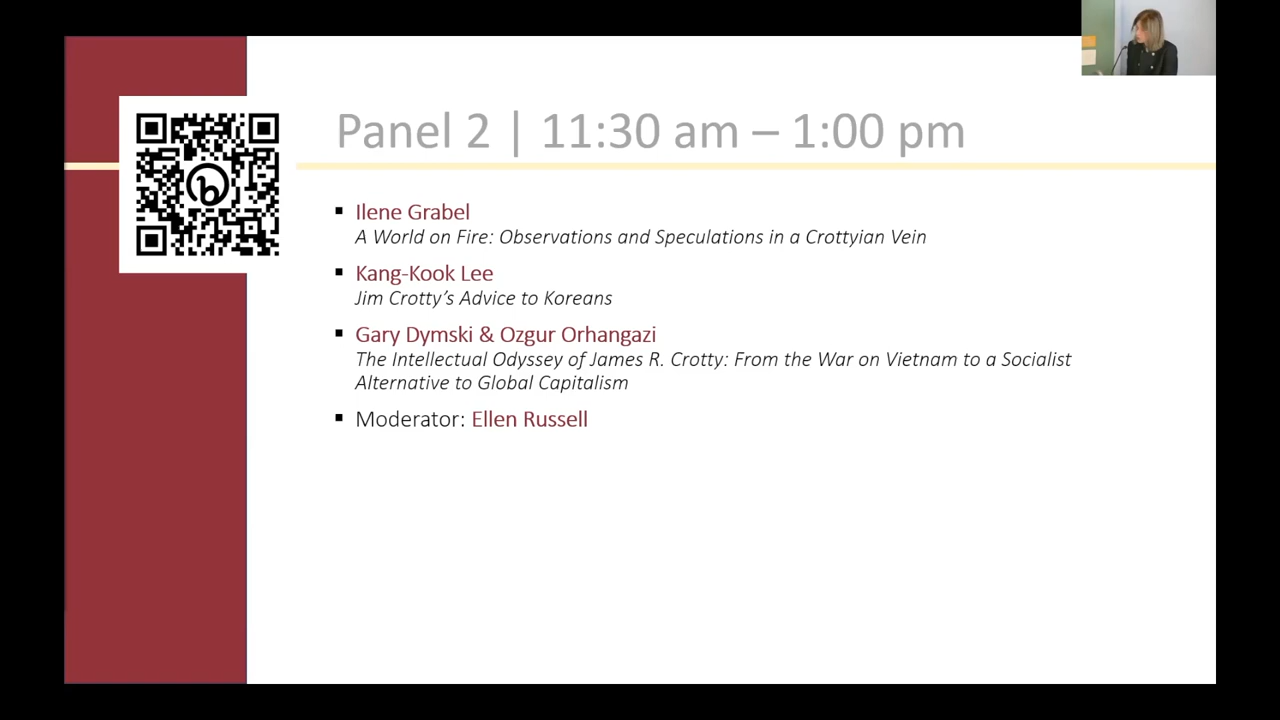 Panel 2 | 11:30 am – 1:00 pm
Ilene Grabel
A World on Fire: Observations and Speculations in a Crottyian Vein
Kang-Kook Lee
Jim Crotty's Advice to Koreans
Gary Dymski & Ozgur Orhangazi
The Intellectual Odyssey of James R. Crotty: From the War on Vietnam to a Socialist
Alternative to Global Capitalism
Moderator: Ellen Russell